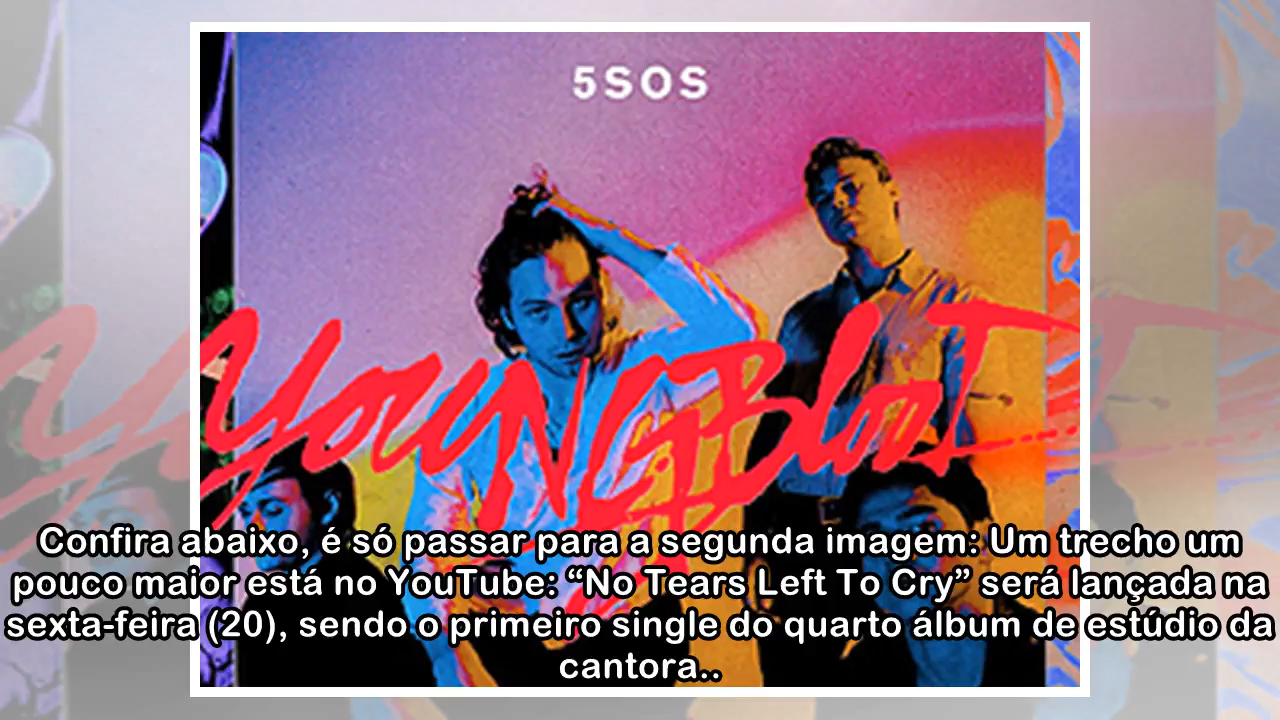 5SOS
YOUNGBLOOD
Confira abaixo, é só passar para a segunda imagem: Um trecho um
pouco maior está no YouTube: “No Tears Left To Cry” será lançada na
sexta-feira (20), sendo o primeiro single do quarto álbum de estúdio da
cantora..